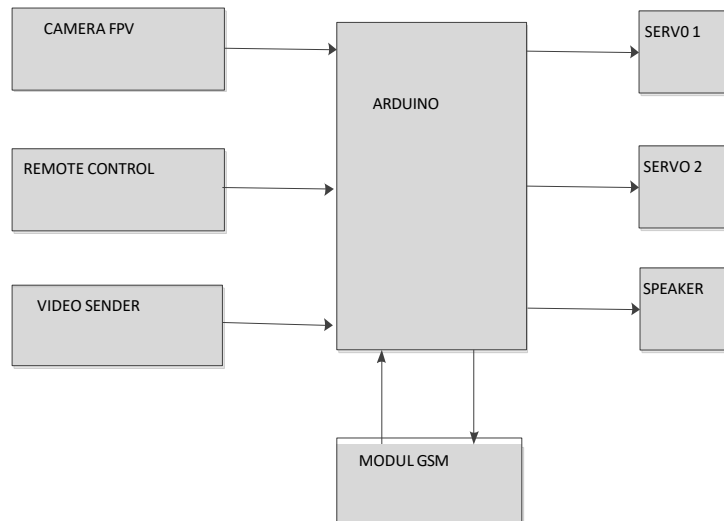 CAMERA FPV
REMOTE CONTROL
VIDEO SENDER
ARDUINO
SERV0 1
SERVO 2
SPEAKER
MODUL GSM